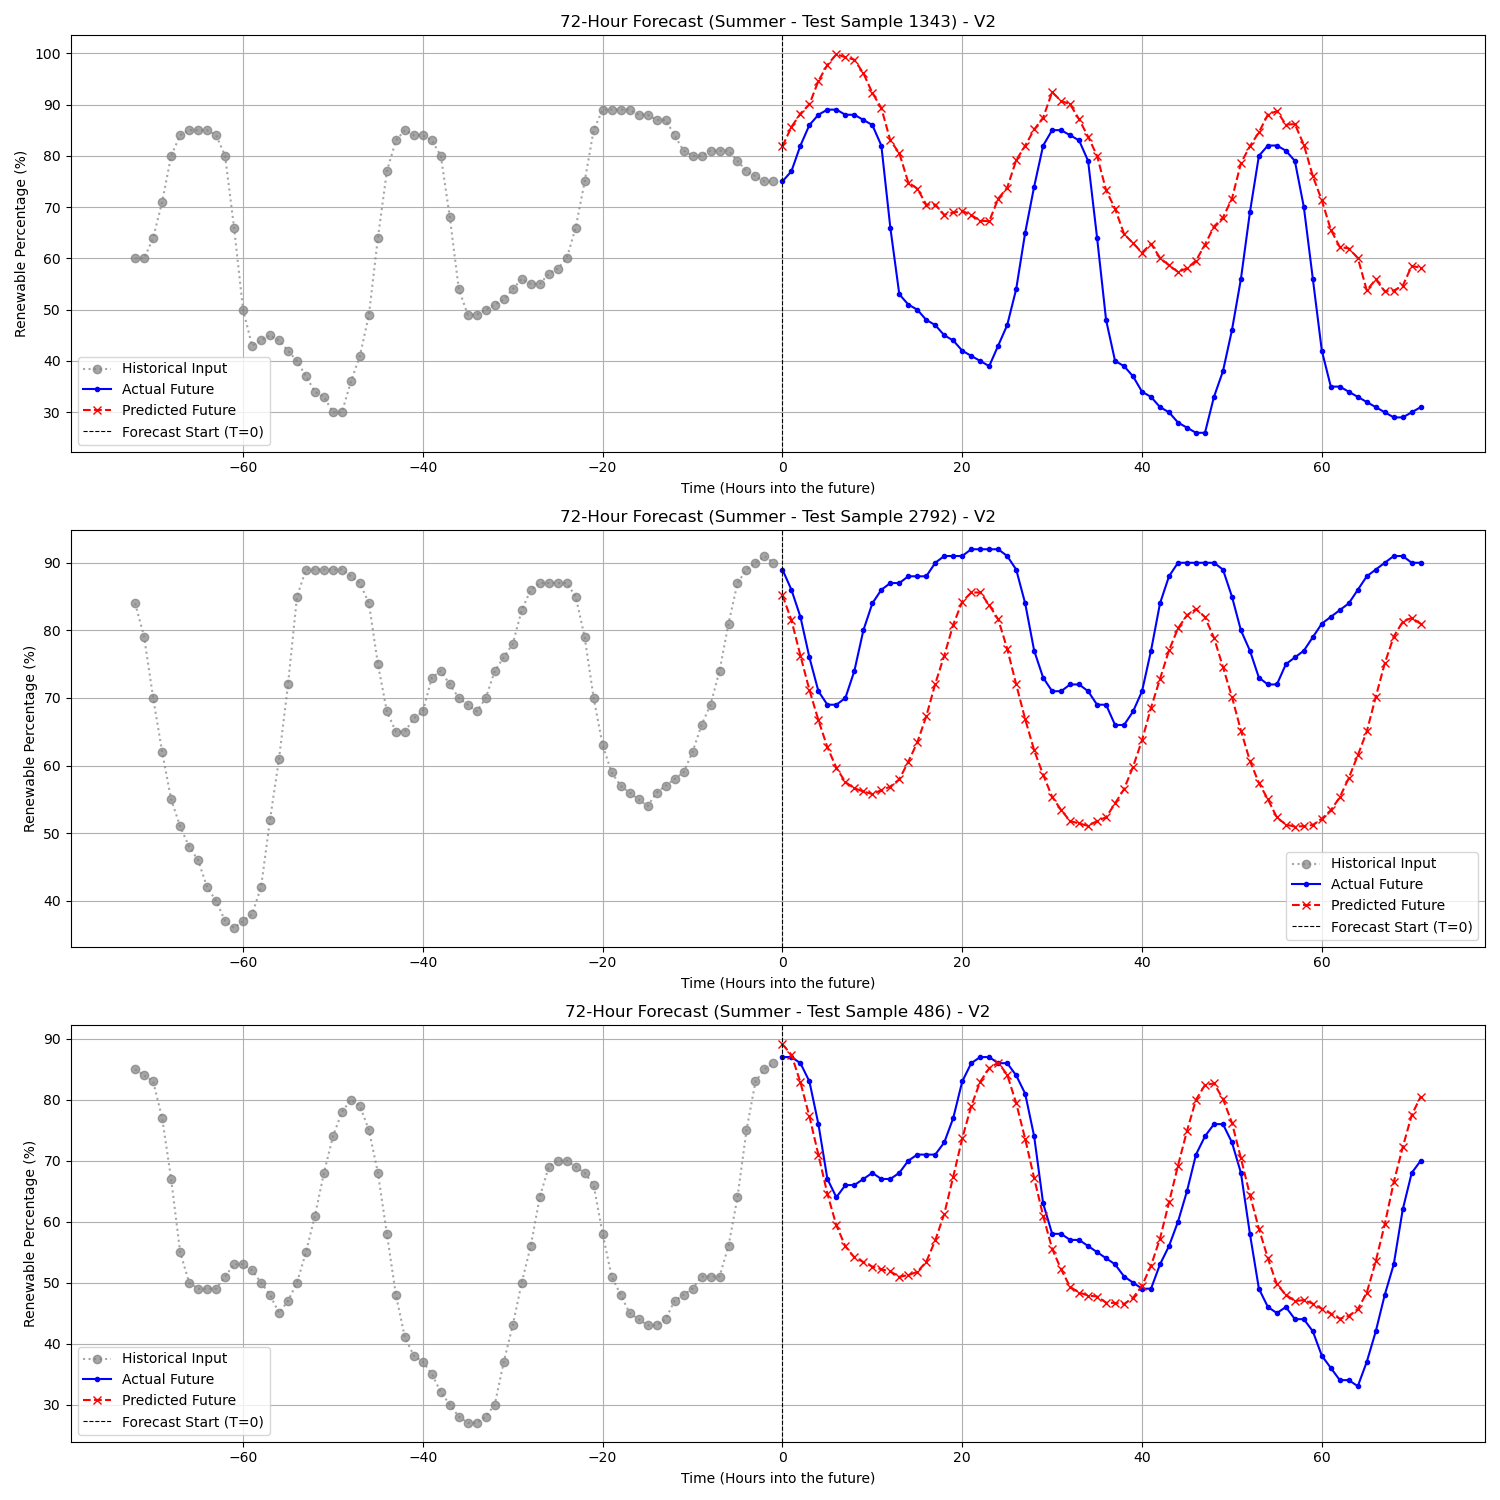 72-Hour Forecast (Summer - Test Sample 1343) - V2
Renewable Percentage (%)
100
90
80
70
60
50
40
30
Historical Input
Actual Future
Predicted Future
Forecast Start (T=0)
−60 −40 −20 0 20 40 60
Time (Hours into the future)
72-Hour Forecast (Summer - Test Sample 2792) - V2
Renewable Percentage (%)
90
80
70
60
50
40
Historical Input
Actual Future
Predicted Future
Forecast Start (T=0)
−60 −40 −20 0 20 40 60
Time (Hours into the future)
72-Hour Forecast (Summer - Test Sample 486) - V2
Renewable Percentage (%)
90
80
70
60
50
40
30
Historical Input
Actual Future
Predicted Future
Forecast Start (T=0)
−60 −40 −20 0 20 40 60
Time (Hours into the future)